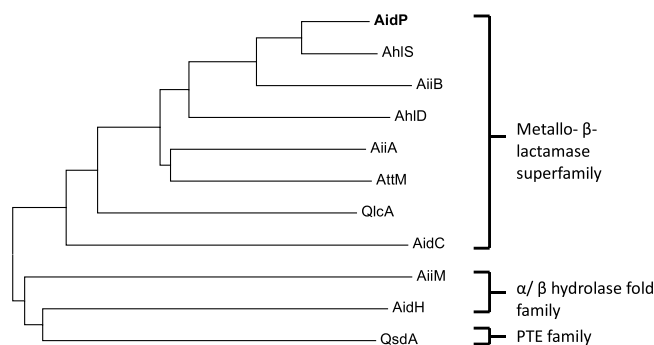 AidP
AhlS
AiiB
AhlD
AiiA
AttM
QlcA
AidC
AiiM
AidH
QsdA
Metallo- β-
lactamase
superfamily
α/ β hydrolase fold
family
PTE family